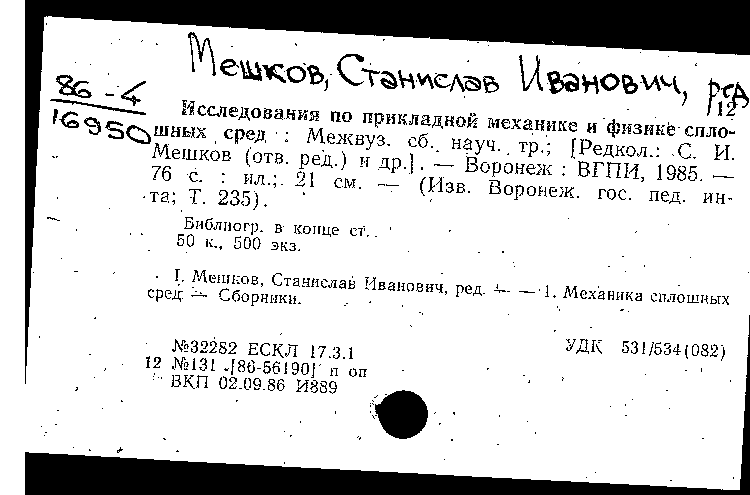 Мешков, Станислав Иванович, ред
86-4
16950
12
Исследования по прикладной механике и физике спло-
шных сред : Межвуз. сб. науч. тр.; [Редкол.: С. И.
Мешков (отв. ред.) и др.]. — Воронеж : ВГПИ, 1985. —
76 с. : ил.; 21 см. — (Изв. Воронеж. гос. пед. ин-
та; Т. 235).
Библиогр. в конце ст.
50 к., 500 экз.
I. Мешков, Станислав Иванович, ред. — — 1. Механика сплошных
сред — Сборники.
№32282 ЕСКЛ 17.3.1
УДК 531/534(082)
12 №131 [86-56190] п оп
ВКП 02.09.86 И889